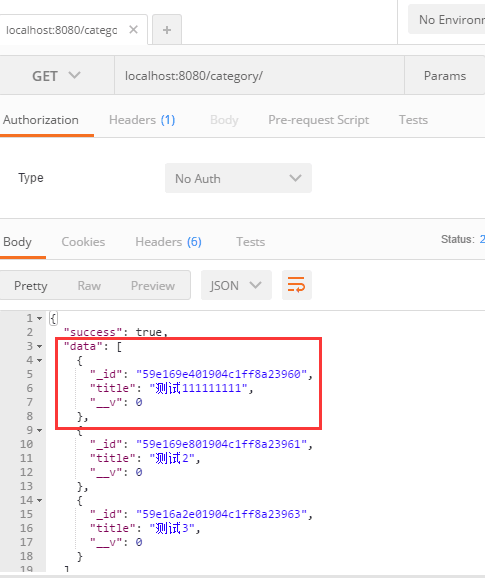 localhost:8080/catego
No Environm
GET localhost:8080/category/ Params
Authorization Headers (1) Body Pre-request Script Tests
Type No Auth
Body Cookies Headers (6) Tests Status: 2
Pretty Raw Preview JSON
1 {
2 "success": true,
3 "data": [
4 {
5 "_id": "59e169e401904c1ff8a23960",
6 "title": "测试111111111",
7 "__v": 0
8 },
9 {
10 "_id": "59e169e801904c1ff8a23961",
11 "title": "测试2",
12 "__v": 0
13 },
14 {
15 "_id": "59e16a2e01904c1ff8a23963",
16 "title": "测试3",
17 "__v": 0
18 }
19 ]